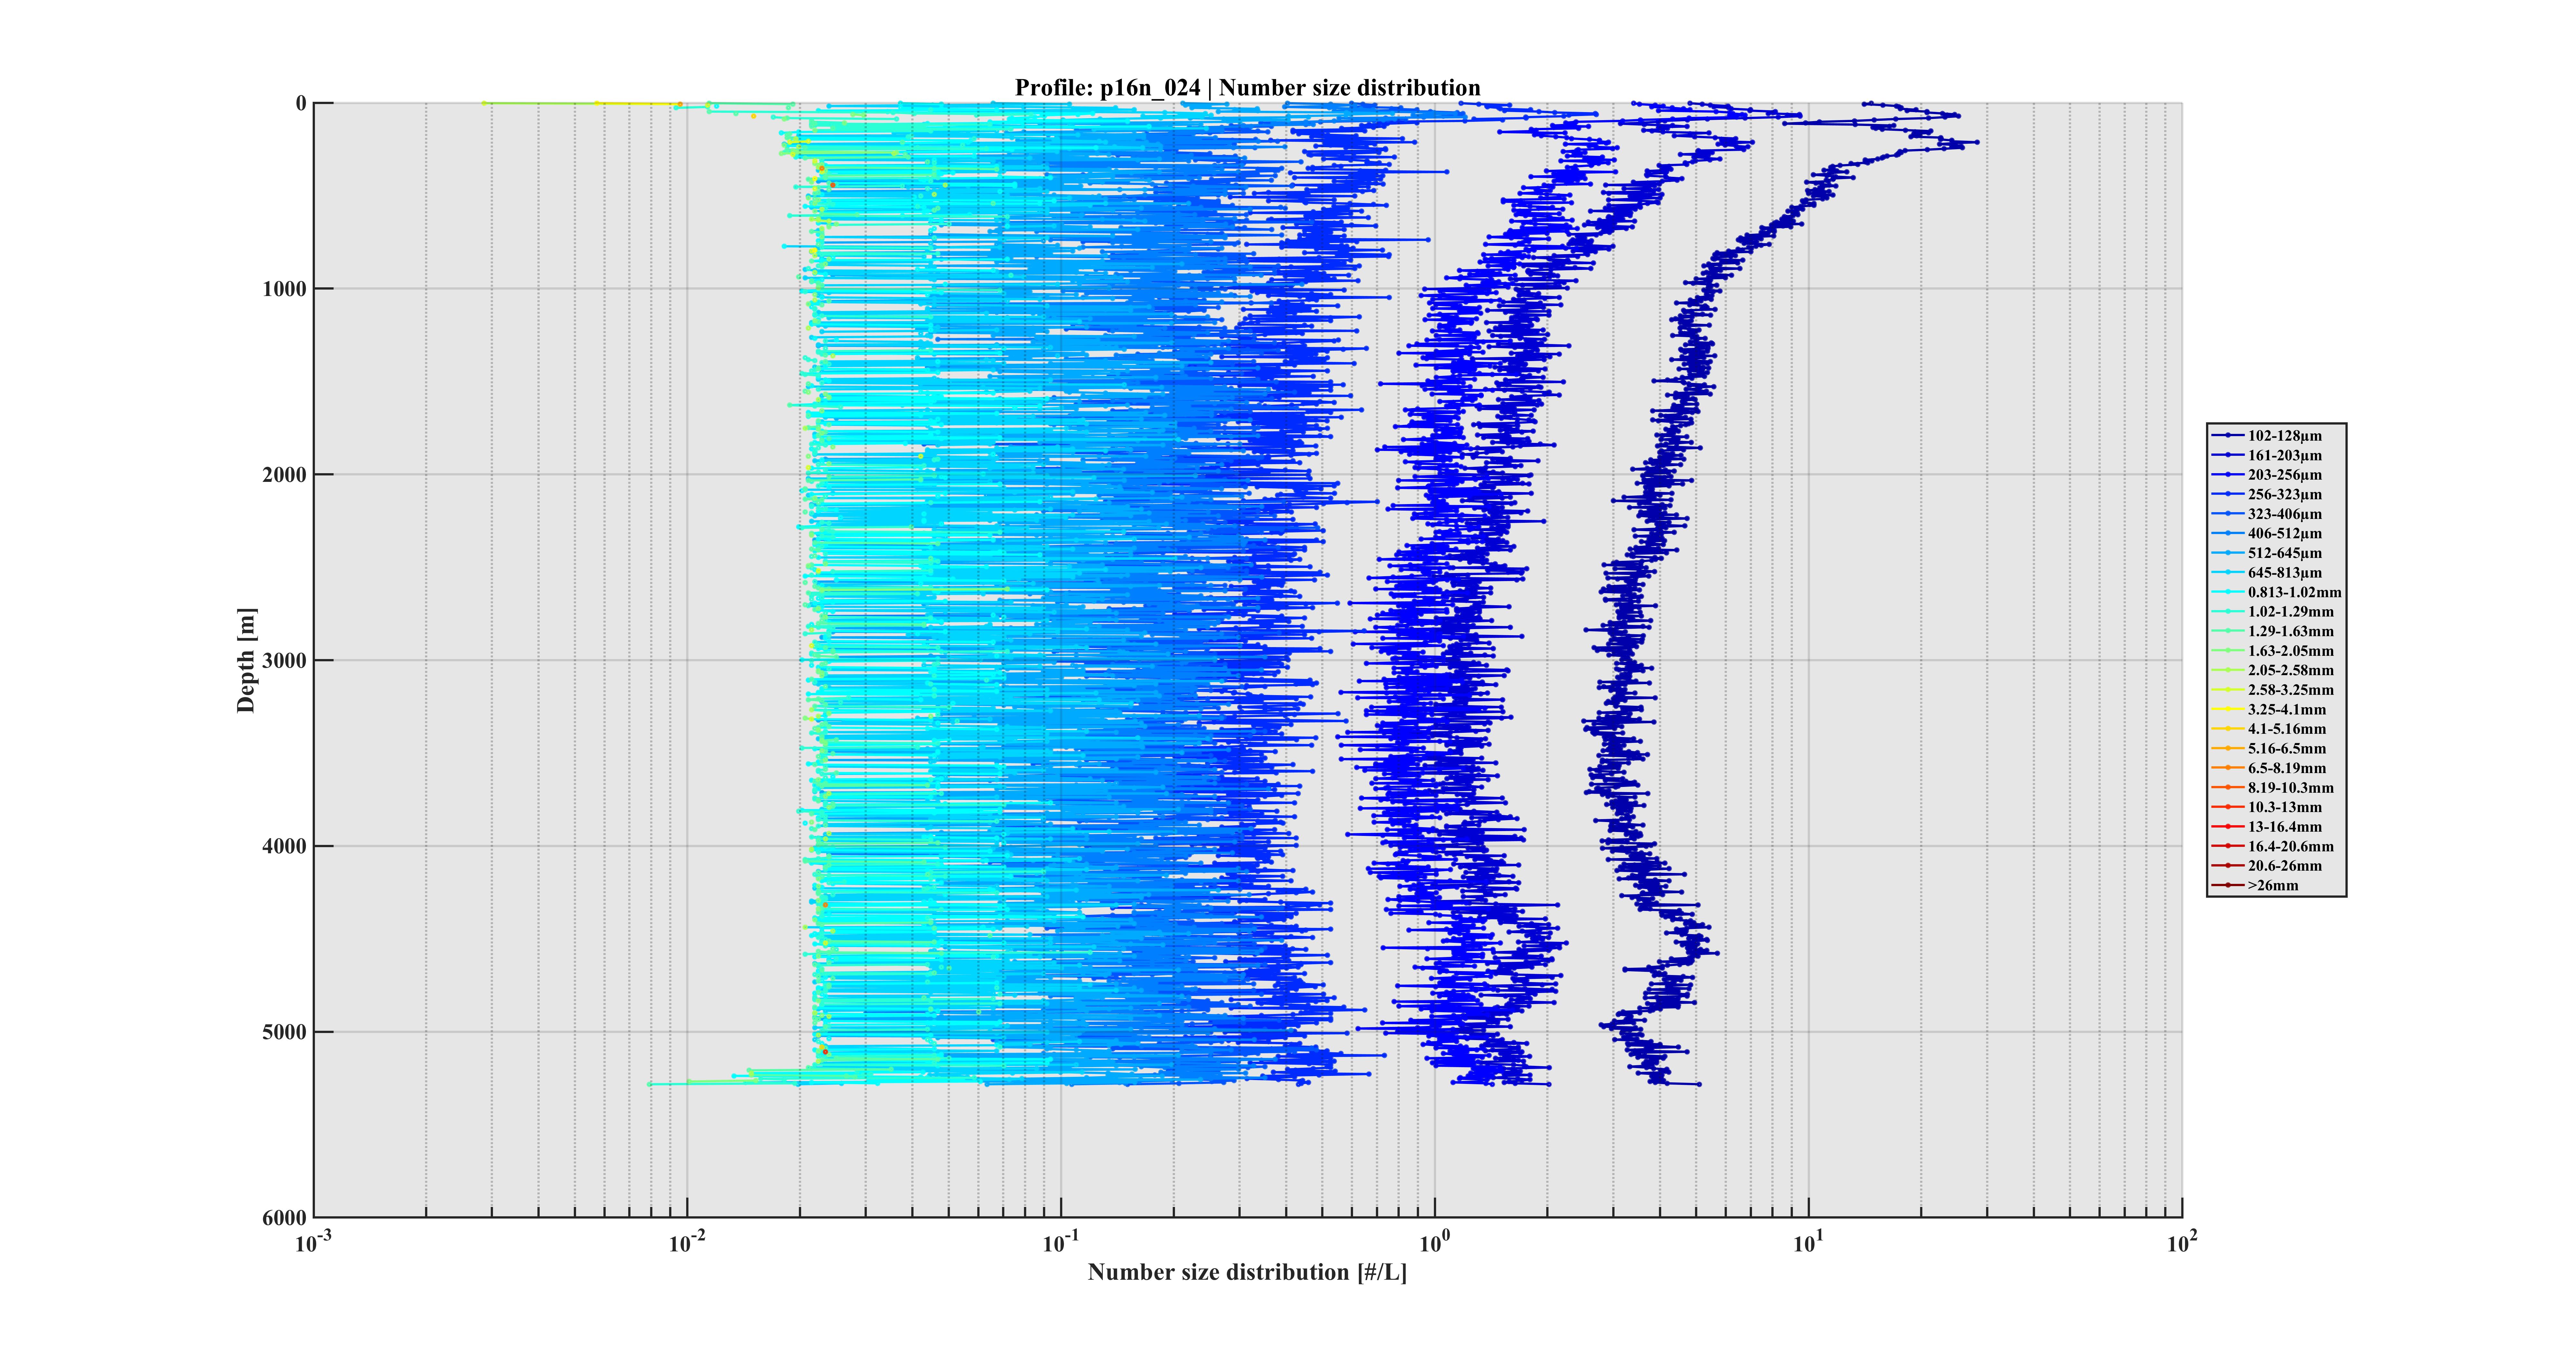 Profile: p16n_024 | Number size distribution
0
1000
2000
3000
4000
5000
6000
Depth [m]
10-3 10-2 10-1 100 101 102
Number size distribution [#/L]
102-128µm
161-203µm
203-256µm
256-323µm
323-406µm
406-512µm
512-645µm
645-813µm
0.813-1.02mm
1.02-1.29mm
1.29-1.63mm
1.63-2.05mm
2.05-2.58mm
2.58-3.25mm
3.25-4.1mm
4.1-5.16mm
5.16-6.5mm
6.5-8.19mm
8.19-10.3mm
10.3-13mm
13-16.4mm
16.4-20.6mm
20.6-26mm
>26mm